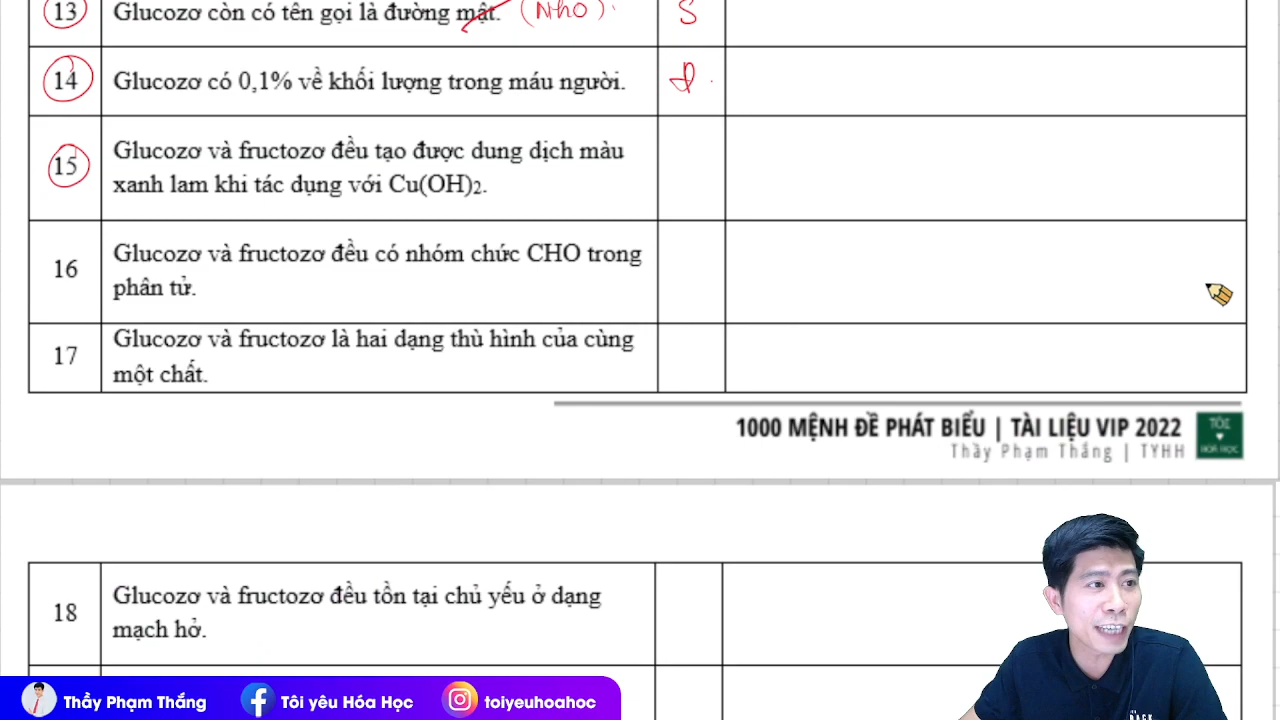 13 Glucozơ còn có tên gọi là đường mật. (Nho). S
14 Glucozơ có 0,1% về khối lượng trong máu người. Đ.
15 Glucozơ và fructozơ đều tạo được dung dịch màu
xanh lam khi tác dụng với Cu(OH)₂.
16 Glucozơ và fructozơ đều có nhóm chức CHO trong
phân tử.
17 Glucozơ và fructozơ là hai dạng thù hình của cùng
một chất.
1000 MỆNH ĐỀ PHÁT BIỂU | TÀI LIỆU VIP 2022
Thầy Phạm Thắng | TYHH
TÔI
♥
HÓA HỌC
18 Glucozơ và fructozơ đều tồn tại chủ yếu ở dạng
mạch hở.
Thầy Phạm Thắng
Tôi yêu Hóa Học
toiyeuhoahoc